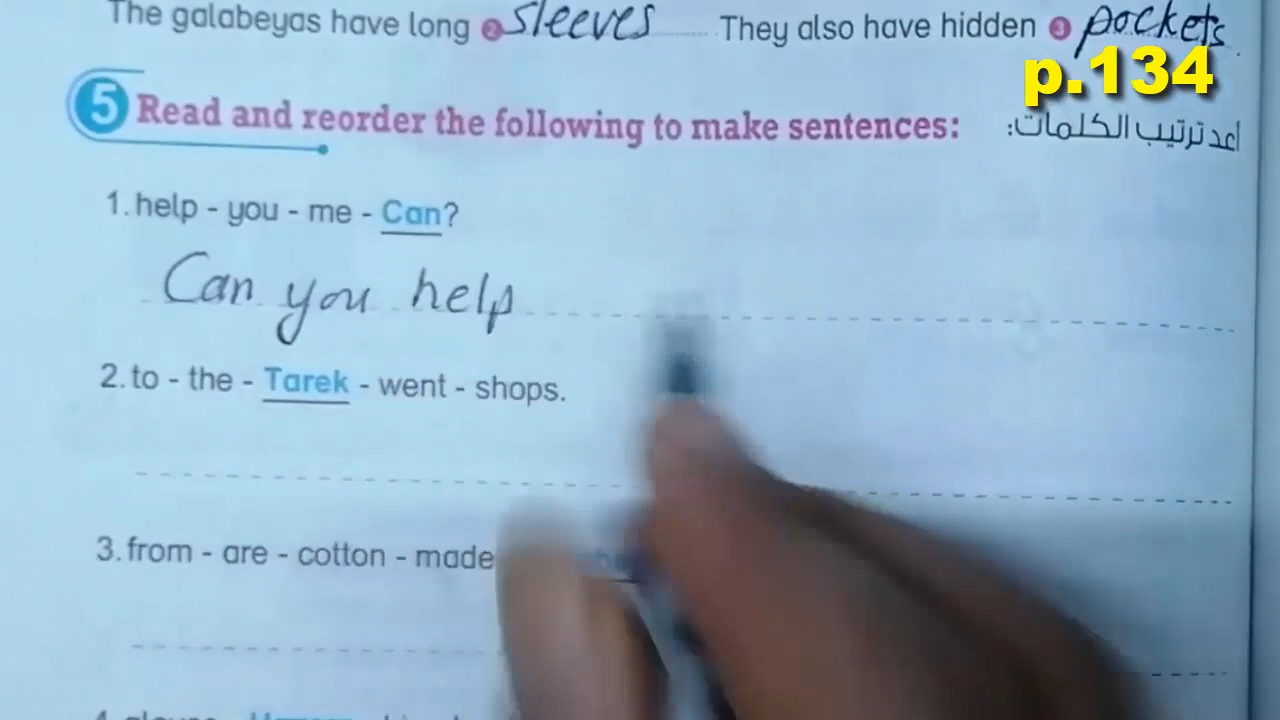 The galabeyas have long 2 sleeves ........ They also have hidden 3 pockets.
p.134
5 Read and reorder the following to make sentences: أعد ترتيب الكلمات:
1. help - you - me - Can?
Can you help
2. to - the - Tarek - went - shops.
3. from - are - cotton - made